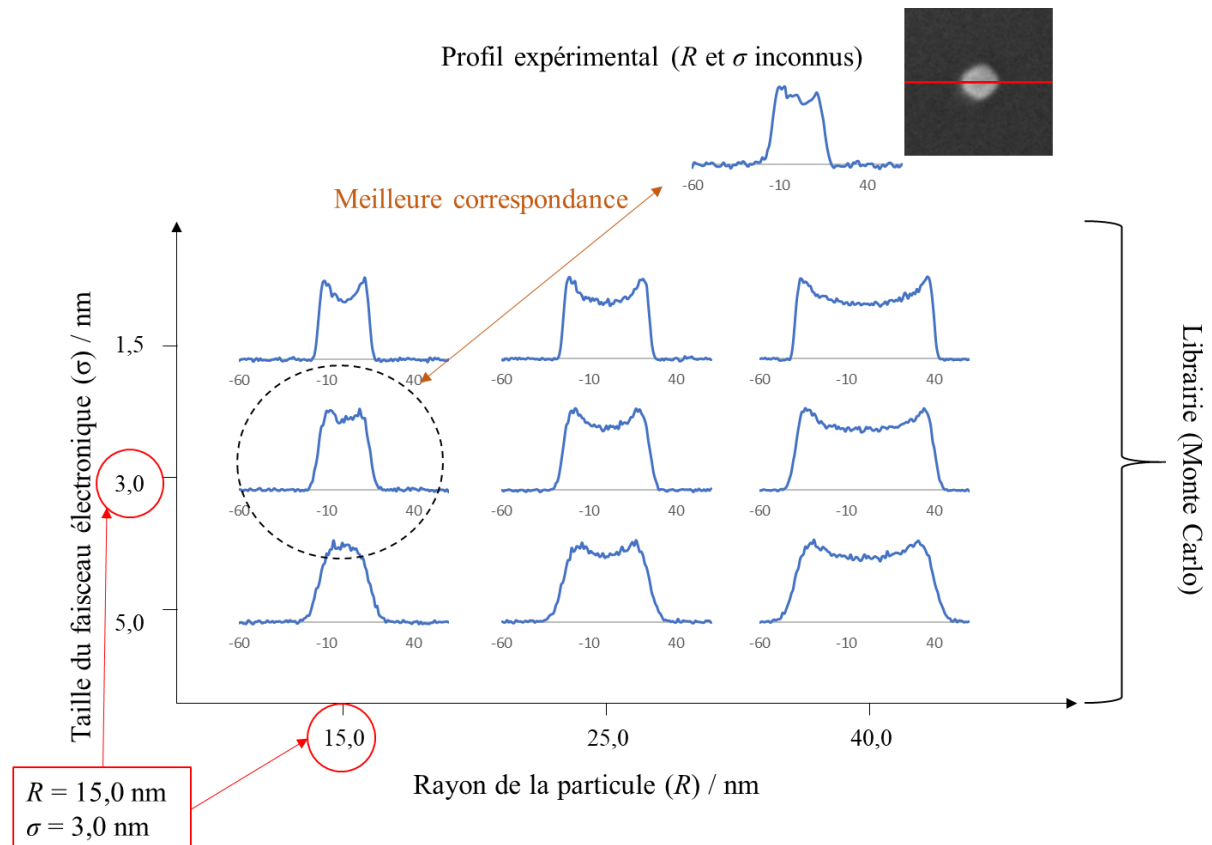 Profil expérimental (R et σ inconnus)
-60 -10 40
Meilleure correspondance
Taille du faisceau électronique (σ) / nm
1,5
-60 -10 40 -60 -10 40 -60 -10 40
3,0
-60 -10 40 -60 -10 40 -60 -10 40
5,0
-60 -10 40 -60 -10 40 -60 -10 40
Librairie (Monte Carlo)
15,0 25,0 40,0
Rayon de la particule (R) / nm
R = 15,0 nm
σ = 3,0 nm